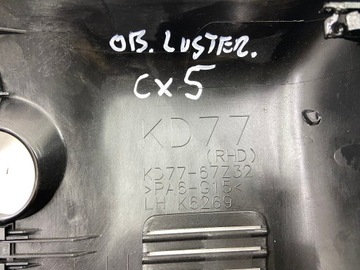 OB. LUSTER.
CX5
KD77
(RHD)
KD77-67Z32
>PA6-G15<
LH K6269